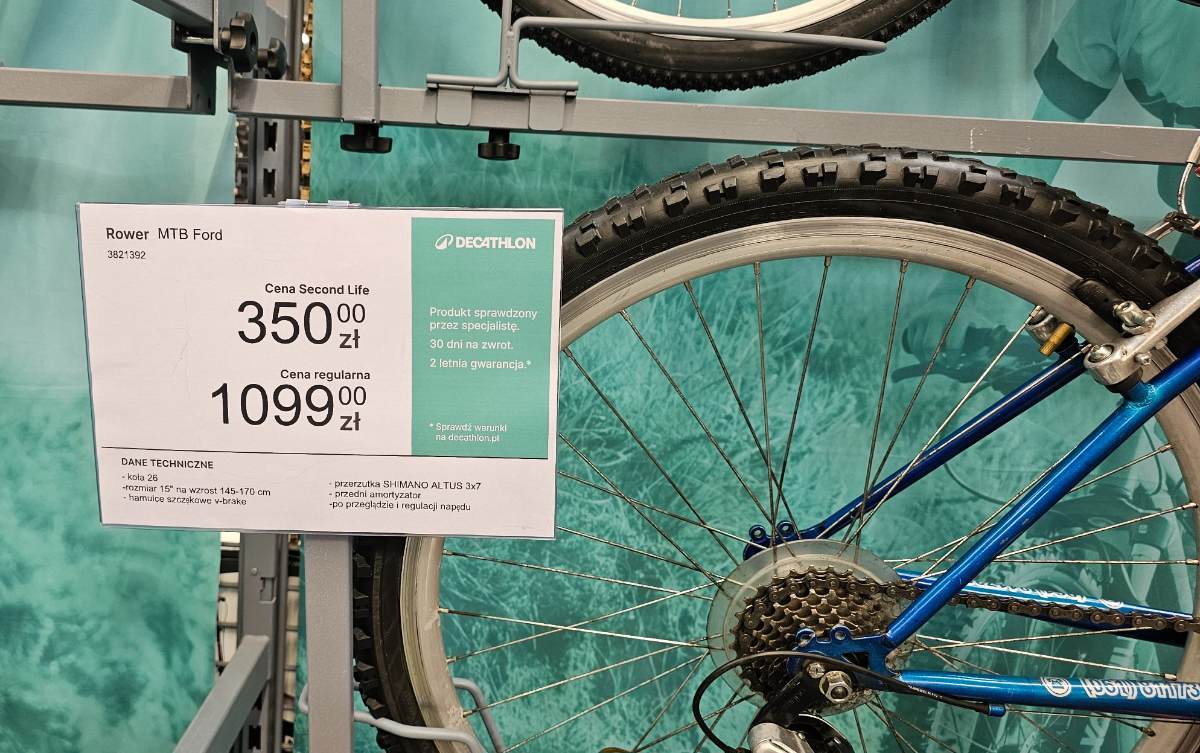 Rower MTB Ford
3821392
Cena Second Life
350 00 zł
Cena regularna
1099 00 zł
DECATHLON
Produkt sprawdzony
przez specjalistę.
30 dni na zwrot.
2 letnia gwarancja.*
* Sprawdź warunki
na decathlon.pl
DANE TECHNICZNE
- koła 26
-rozmiar 15" na wzrost 145-170 cm
- hamulce szczękowe v-brake
- przerzutka SHIMANO ALTUS 3x7
- przedni amortyzator
-po przeglądzie i regulacji napędu